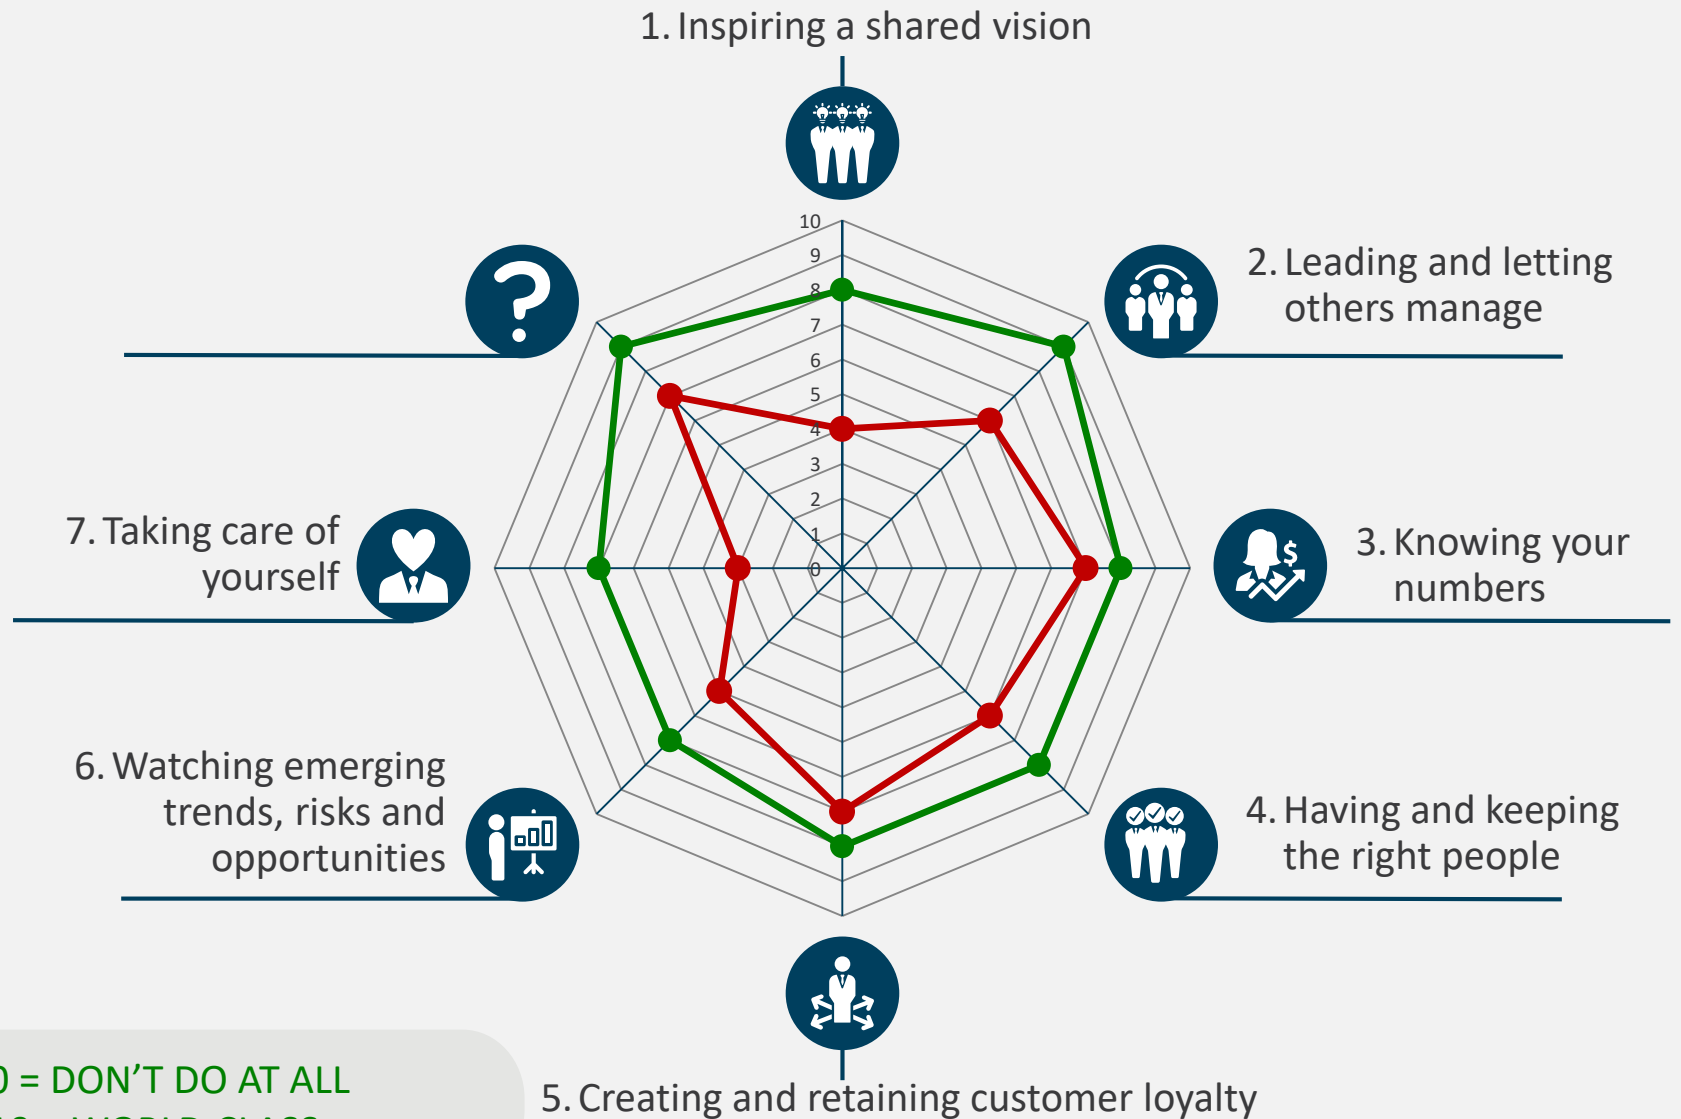 1. Inspiring a shared vision
2. Leading and letting
others manage
3. Knowing your
numbers
4. Having and keeping
the right people
5. Creating and retaining customer loyalty
6. Watching emerging
trends, risks and
opportunities
7. Taking care of
yourself
?
$
10
9
8
7
6
5
4
3
2
1
0
0 = DON'T DO AT ALL